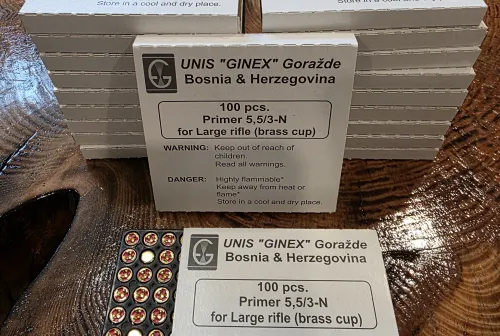 Store in a cool and dry place.
Store in a cool and dry place.
UNIS "GINEX" Goražde
Bosnia & Herzegovina
100 pcs.
Primer 5,5/3-N
for Large rifle (brass cup)
WARNING: Keep out of reach of
children.
Read all warnings.
DANGER: Highly flammable*
Keep away from heat or
flame*
Store in a cool and dry place.
UNIS "GINEX" Goražde
Bosnia & Herzegovina
100 pcs.
Primer 5,5/3-N
for Large rifle (brass cup)